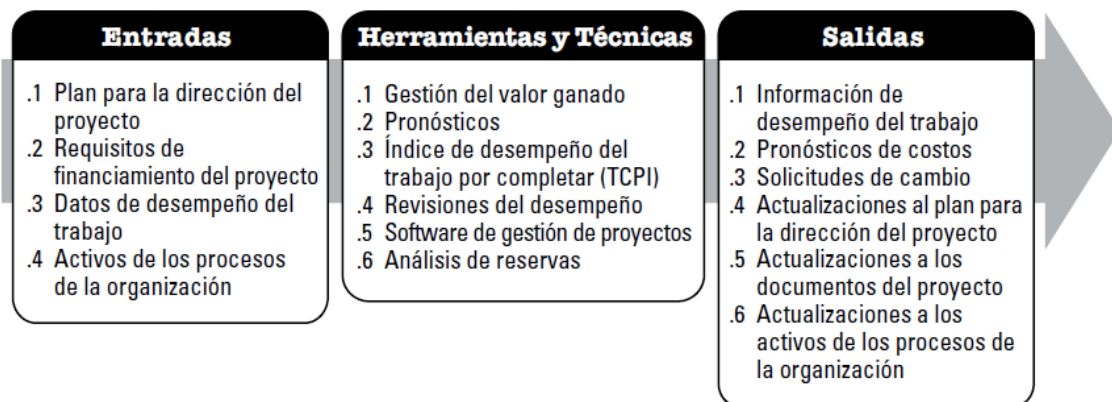 Entradas
.1 Plan para la dirección del
proyecto
.2 Requisitos de
financiamiento del proyecto
.3 Datos de desempeño del
trabajo
.4 Activos de los procesos
de la organización
Herramientas y Técnicas
.1 Gestión del valor ganado
.2 Pronósticos
.3 Índice de desempeño del
trabajo por completar (TCPI)
.4 Revisiones del desempeño
.5 Software de gestión de proyectos
.6 Análisis de reservas
Salidas
.1 Información de
desempeño del trabajo
.2 Pronósticos de costos
.3 Solicitudes de cambio
.4 Actualizaciones al plan para
la dirección del proyecto
.5 Actualizaciones a los
documentos del proyecto
.6 Actualizaciones a los
activos de los procesos de
la organización